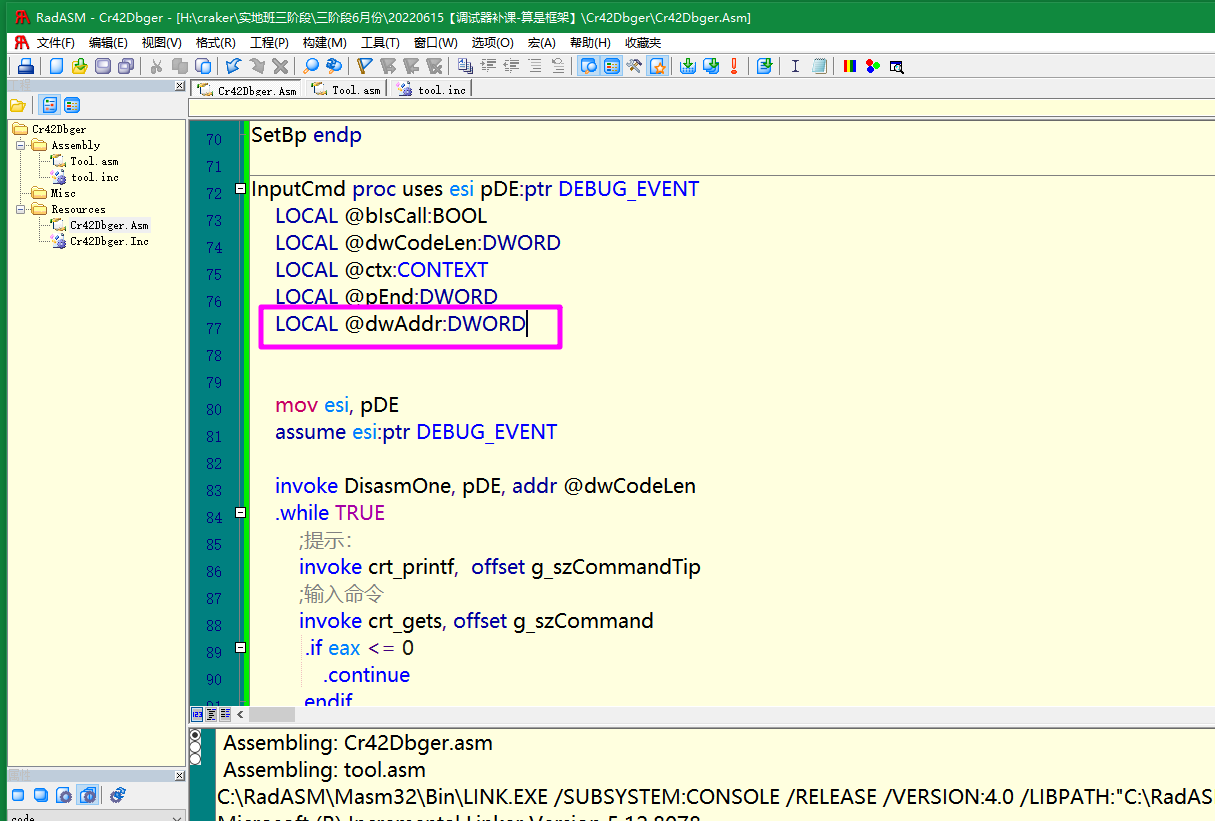 RadASM - Cr42Dbger - [H:\craker\实地班三阶段\三阶段6月份\20220615【调试器补课-算是框架】\Cr42Dbger\Cr42Dbger.Asm]
文件(F) 编辑(E) 视图(V) 格式(R) 工程(P) 构建(M) 工具(T) 窗口(W) 选项(O) 宏(A) 帮助(H) 收藏夹
Cr42Dbger.Asm Tool.asm tool.inc
Cr42Dbger
Assembly
Tool.asm
tool.inc
Misc
Resources
Cr42Dbger.Asm
Cr42Dbger.Inc
70 SetBp endp
71
72 InputCmd proc uses esi pDE:ptr DEBUG_EVENT
73 LOCAL @bIsCall:BOOL
74 LOCAL @dwCodeLen:DWORD
75 LOCAL @ctx:CONTEXT
76 LOCAL @pEnd:DWORD
77 LOCAL @dwAddr:DWORD
78
79
80 mov esi, pDE
81 assume esi:ptr DEBUG_EVENT
82
83 invoke DisasmOne, pDE, addr @dwCodeLen
84 .while TRUE
85 ;提示:
86 invoke crt_printf, offset g_szCommandTip
87 ;输入命令
88 invoke crt_gets, offset g_szCommand
89 .if eax <= 0
90 .continue
91 .endif
Assembling: Cr42Dbger.asm
Assembling: tool.asm
C:\RadASM\Masm32\Bin\LINK.EXE /SUBSYSTEM:CONSOLE /RELEASE /VERSION:4.0 /LIBPATH:"C:\RadAS
Microsoft (R) Incremental Linker Version 5.12.8078
code